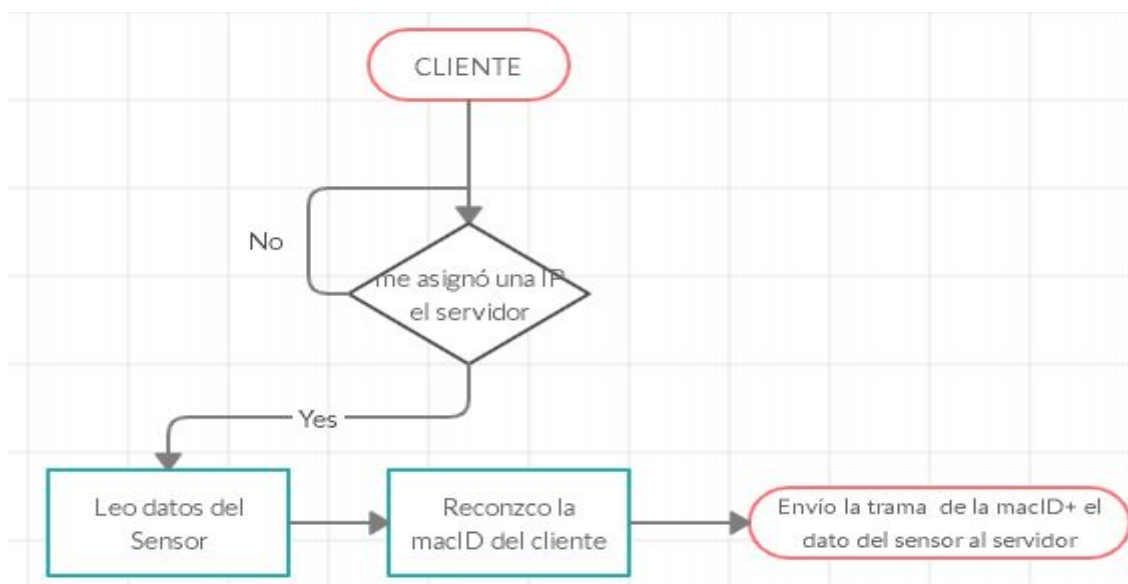 CLIENTE
No
me asignó una IP
el servidor
Yes
Leo datos del
Sensor
Reconzco la
macID del cliente
Envío la trama de la macID+ el
dato del sensor al servidor